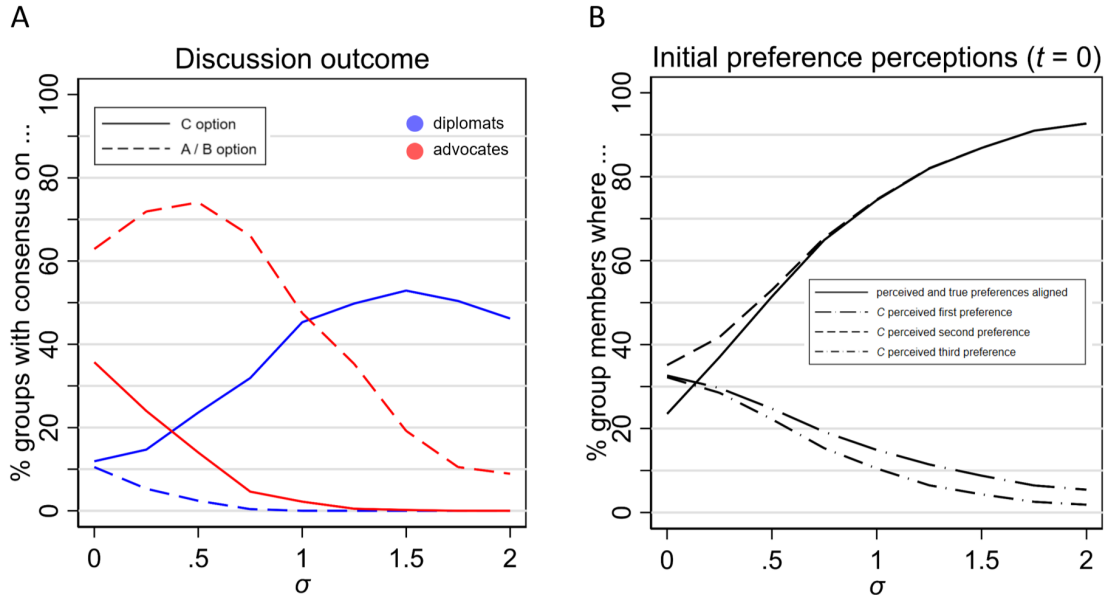 A
Discussion outcome
% groups with consensus on ...
100
80
60
40
20
0
C option
A / B option
diplomats
advocates
0 .5 1 1.5 2
σ
B
Initial preference perceptions (t = 0)
% group members where ...
100
80
60
40
20
0
perceived and true preferences aligned
C perceived first preference
C perceived second preference
C perceived third preference
0 .5 1 1.5 2
σ